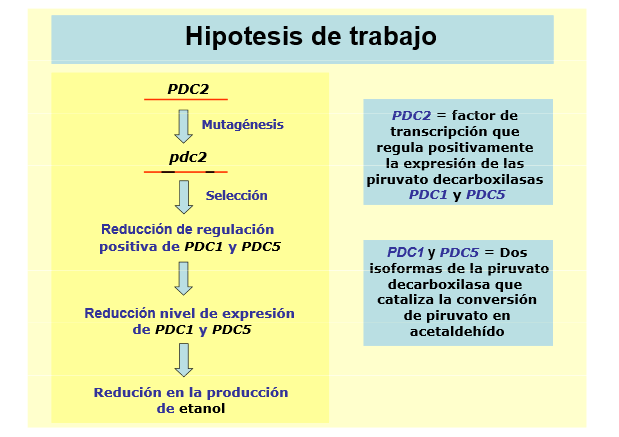 Hipotesis de trabajo
PDC2
Mutagénesis
pdc2
Selección
Reducción de regulación
positiva de PDC1 y PDC5
Reducción nivel de expresión
de PDC1 y PDC5
Redución en la producción
de etanol
PDC2 = factor de
transcripción que
regula positivamente
la expresión de las
piruvato decarboxilasas
PDC1 y PDC5
PDC1 y PDC5 = Dos
isoformas de la piruvato
decarboxilasa que
cataliza la conversión
de piruvato en
acetaldehído